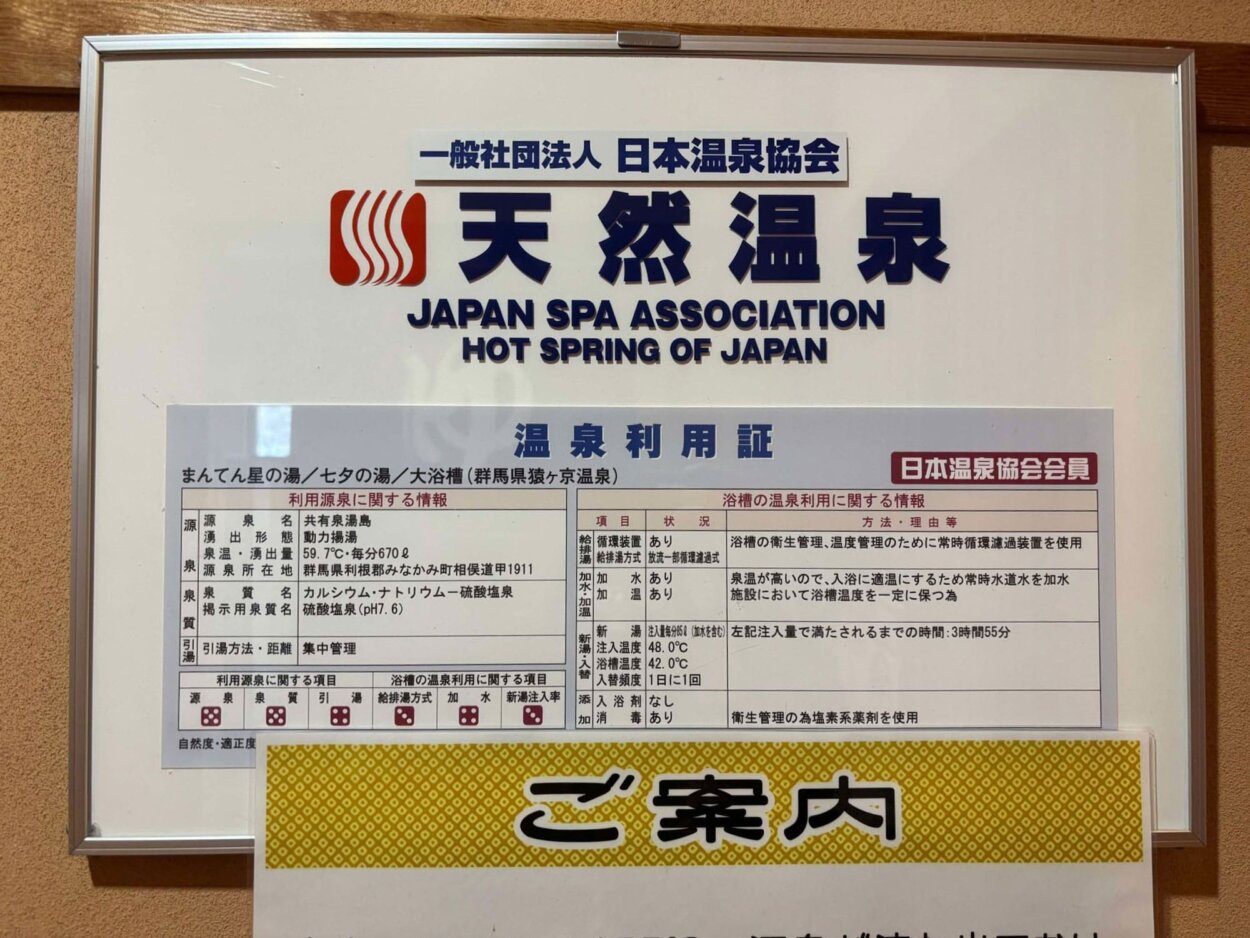 一般社団法人 日本温泉協会
天然温泉
JAPAN SPA ASSOCIATION
HOT SPRING OF JAPAN
温泉利用証
まんてん星の湯／七夕の湯／大浴槽(群馬県猿ヶ京温泉)
日本温泉協会会員
利用源泉に関する情報
源泉
源泉名 共有泉湯島
湧出形態 動力揚湯
泉温・湧出量 59.7℃・毎分670ℓ
源泉所在地 群馬県利根郡みなかみ町相俣道甲1911
泉質
泉質名 カルシウム・ナトリウムー硫酸塩泉
掲示用泉質名 硫酸塩泉(pH7.6)
引湯
引湯方法・距離 集中管理
利用源泉に関する項目 浴槽の温泉利用に関する項目
源泉 泉質 引湯 給排湯方式 加水 新湯注入率
自然度・適正度
浴槽の温泉利用に関する情報
項目 状況 方法・理由等
給排湯
循環装置 あり 浴槽の衛生管理、温度管理のために常時循環濾過装置を使用
給排湯方式 放流一部循環濾過式
加水・加温
加水 あり 泉温が高いので、入浴に適温にするため常時水道水を加水
加温 あり 施設において浴槽温度を一定に保つ為
新湯・入替
新湯 注入量毎分65ℓ(加水を含む) 左記注入量で満たされるまでの時間:3時間55分
注入温度 48.0℃
浴槽温度 42.0℃
入替頻度 1日に1回
添加
入浴剤 なし
消毒 あり 衛生管理の為塩素系薬剤を使用
ご案内